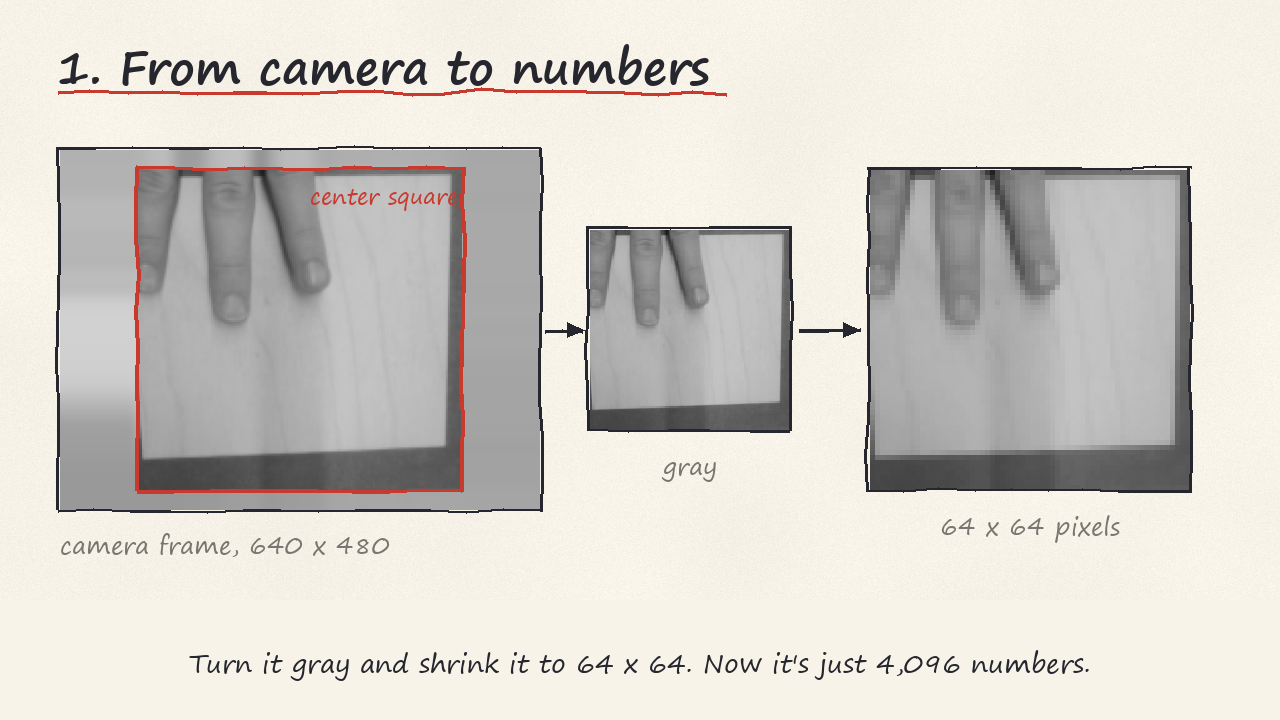 1. From camera to numbers
center square
gray
64 x 64 pixels
camera frame, 640 x 480
Turn it gray and shrink it to 64 x 64. Now it's just 4,096 numbers.